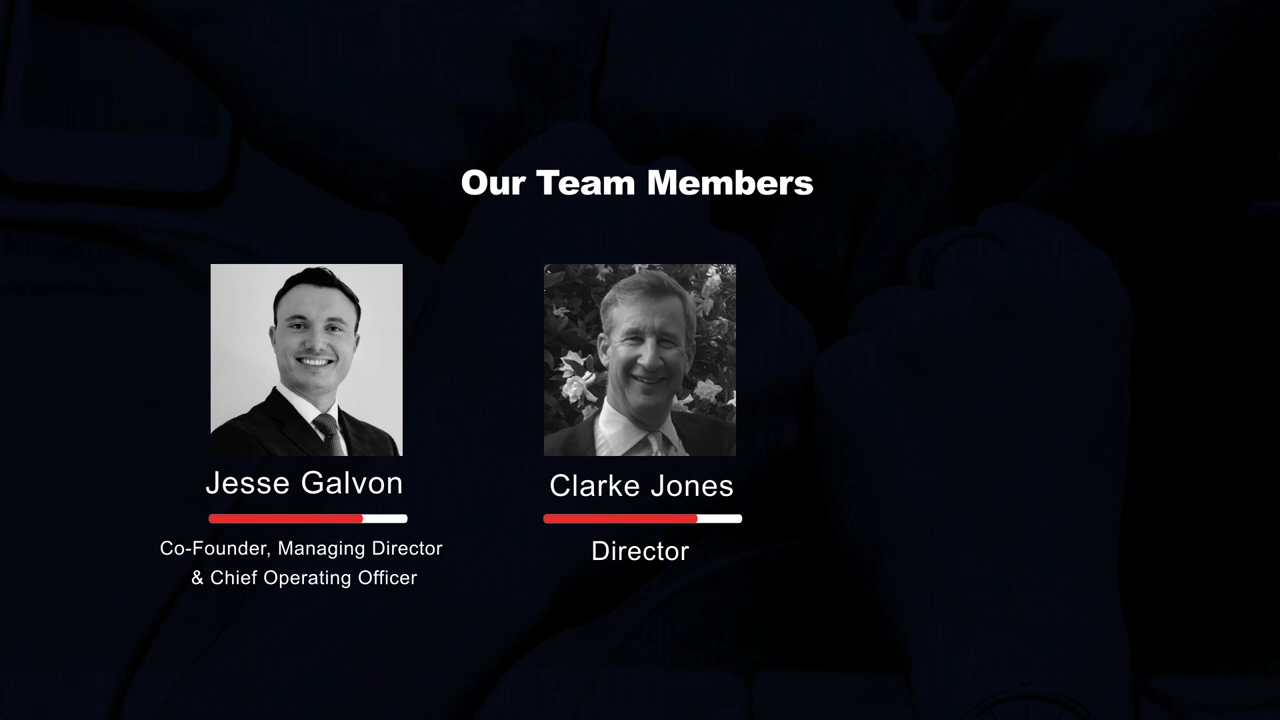 Our Team Members
Jesse Galvon
Co-Founder, Managing Director
& Chief Operating Officer
Clarke Jones
Director